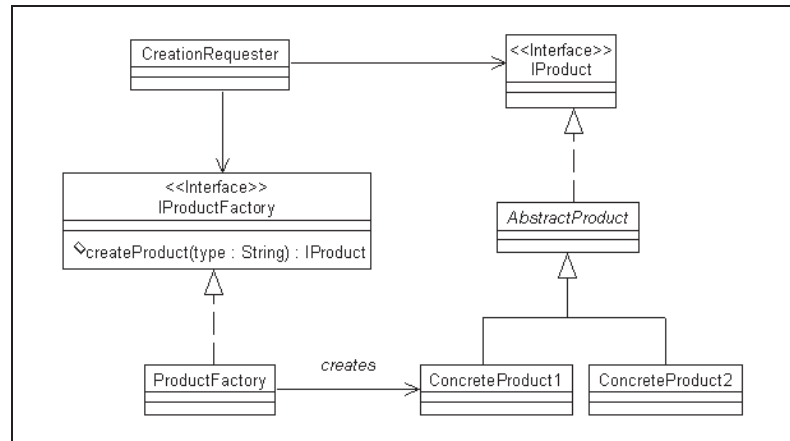 CreationRequester
<<Interface>>
IProduct
<<Interface>>
IProductFactory
createProduct(type : String) : IProduct
AbstractProduct
ProductFactory
creates
ConcreteProduct1
ConcreteProduct2